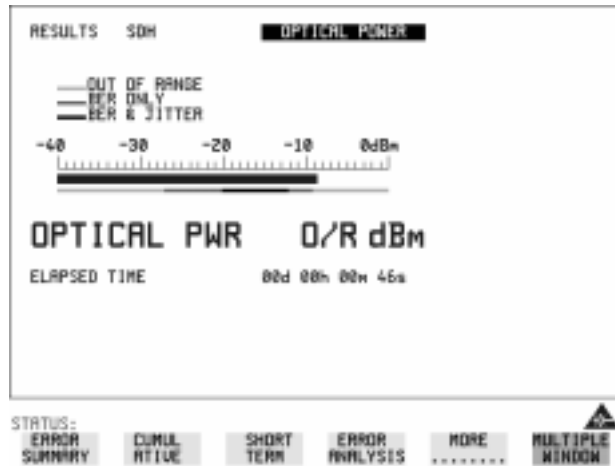 RESULTS SDH OPTICAL POWER
OUT OF RANGE
BER ONLY
BER & JITTER
-40 -30 -20 -10 0dBm
OPTICAL PWR O/R dBm
ELAPSED TIME 00d 00h 00m 46s
STATUS:
ERROR SUMMARY
CUMUL ATIVE
SHORT TERM
ERROR ANALYSIS
MORE ........
MULTIPLE WINDOW